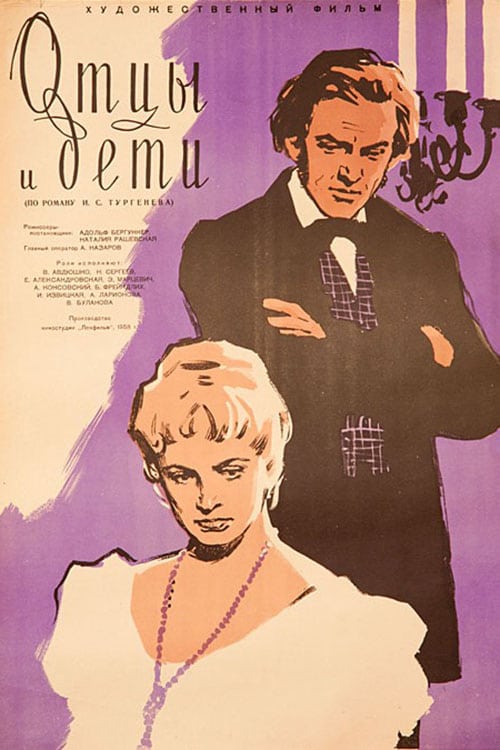 ХУДОЖЕСТВЕННЫЙ ФИЛЬМ
Отцы
и дети
(ПО РОМАНУ И. С. ТУРГЕНЕВА)
Режиссеры-
постановщики: АДОЛЬФ БЕРГУНКЕР,
НАТАЛИЯ РАШЕВСКАЯ
Главный оператор А. НАЗАРОВ
Роли исполняют:
В. АВДЮШКО, Н. СЕРГЕЕВ,
Е. АЛЕКСАНДРОВСКАЯ, Э. МАРЦЕВИЧ,
А. КОНСОВСКИЙ, Б. ФРЕЙНДЛИХ,
И. ИЗВИЦКАЯ, А. ЛАРИОНОВА,
В. БУЛАНОВА
Производство
киностудии „Ленфильм", 1958 г.